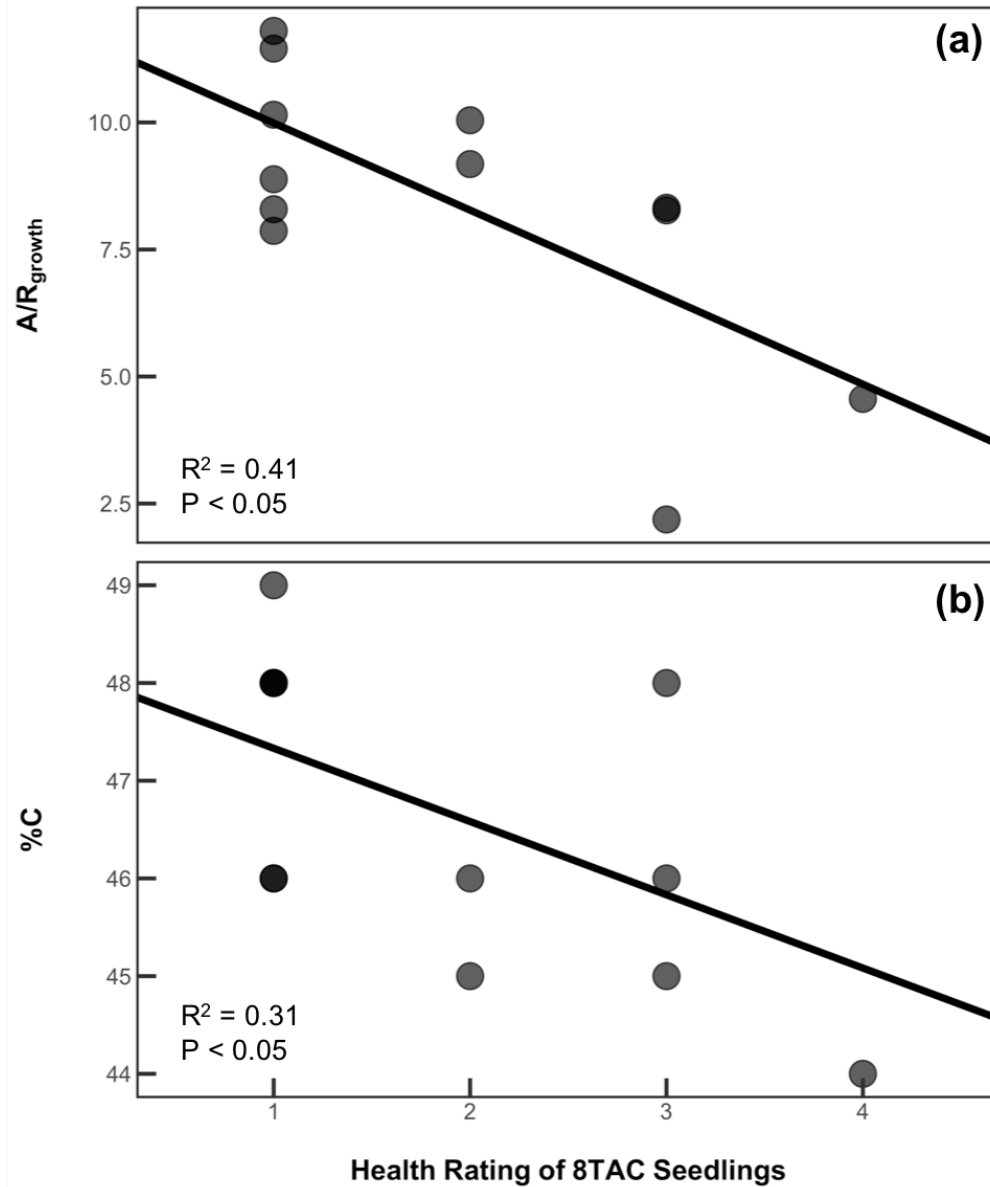 (a)
10.0
7.5
5.0
2.5
A/Rgrowth
R² = 0.41
P < 0.05
(b)
49
48
47
46
45
44
%C
R² = 0.31
P < 0.05
1 2 3 4
Health Rating of 8TAC Seedlings